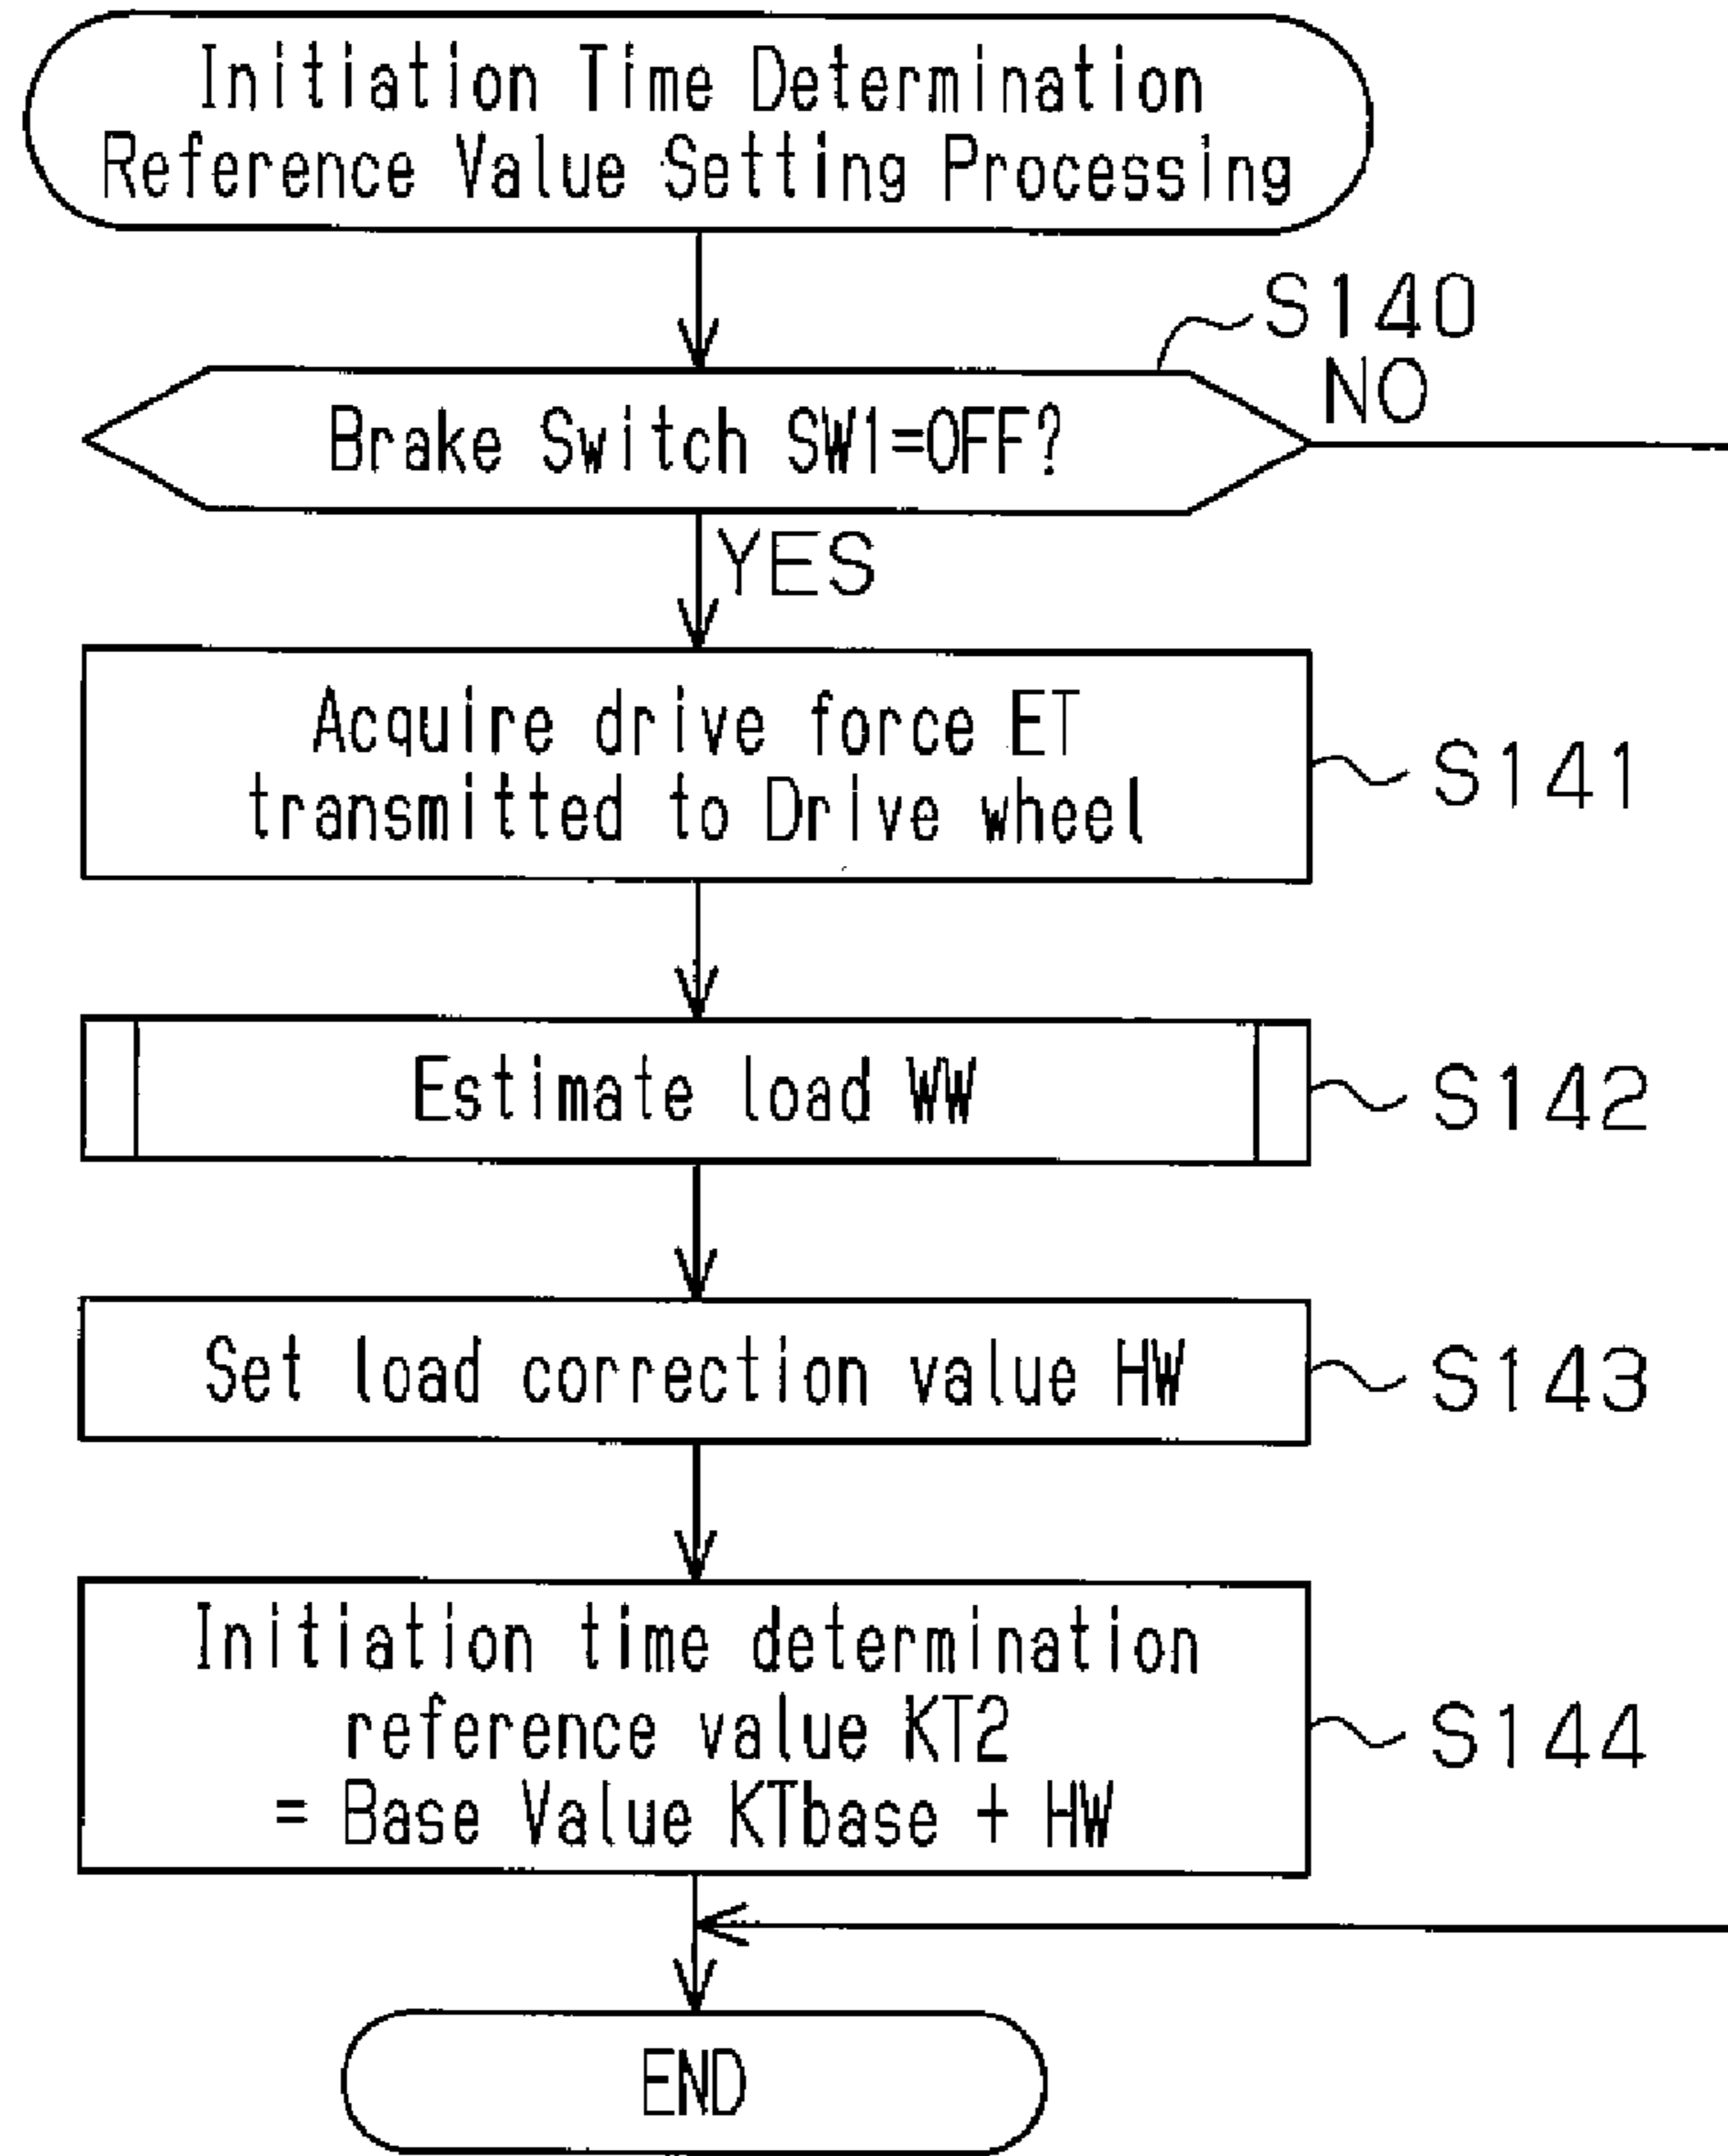 Initiation Time Determination
Reference Value Setting Processing
S140
NO
Brake Switch SW1=OFF?
YES
Acquire drive force ET
transmitted to Drive wheel
S141
Estimate load WW
S142
Set load correction value HW
S143
Initiation time determination
reference value KT2
= Base Value KTbase + HW
S144
END